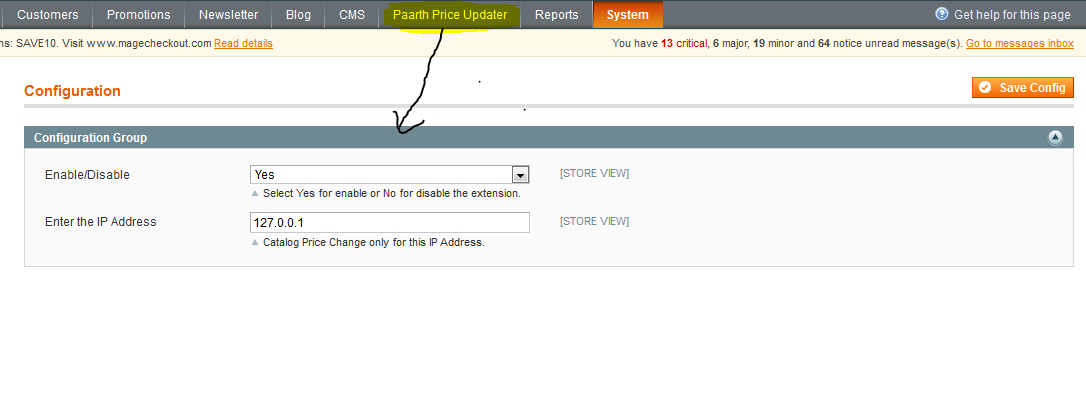 Customers Promotions Newsletter Blog CMS Paarth Price Updater Reports System Get help for this page
ns: SAVE10. Visit www.magecheckout.com Read details You have 13 critical, 6 major, 19 minor and 64 notice unread message(s). Go to messages inbox
Configuration Save Config
Configuration Group
Enable/Disable Yes [STORE VIEW]
Select Yes for enable or No for disable the extension.
Enter the IP Address 127.0.0.1 [STORE VIEW]
Catalog Price Change only for this IP Address.